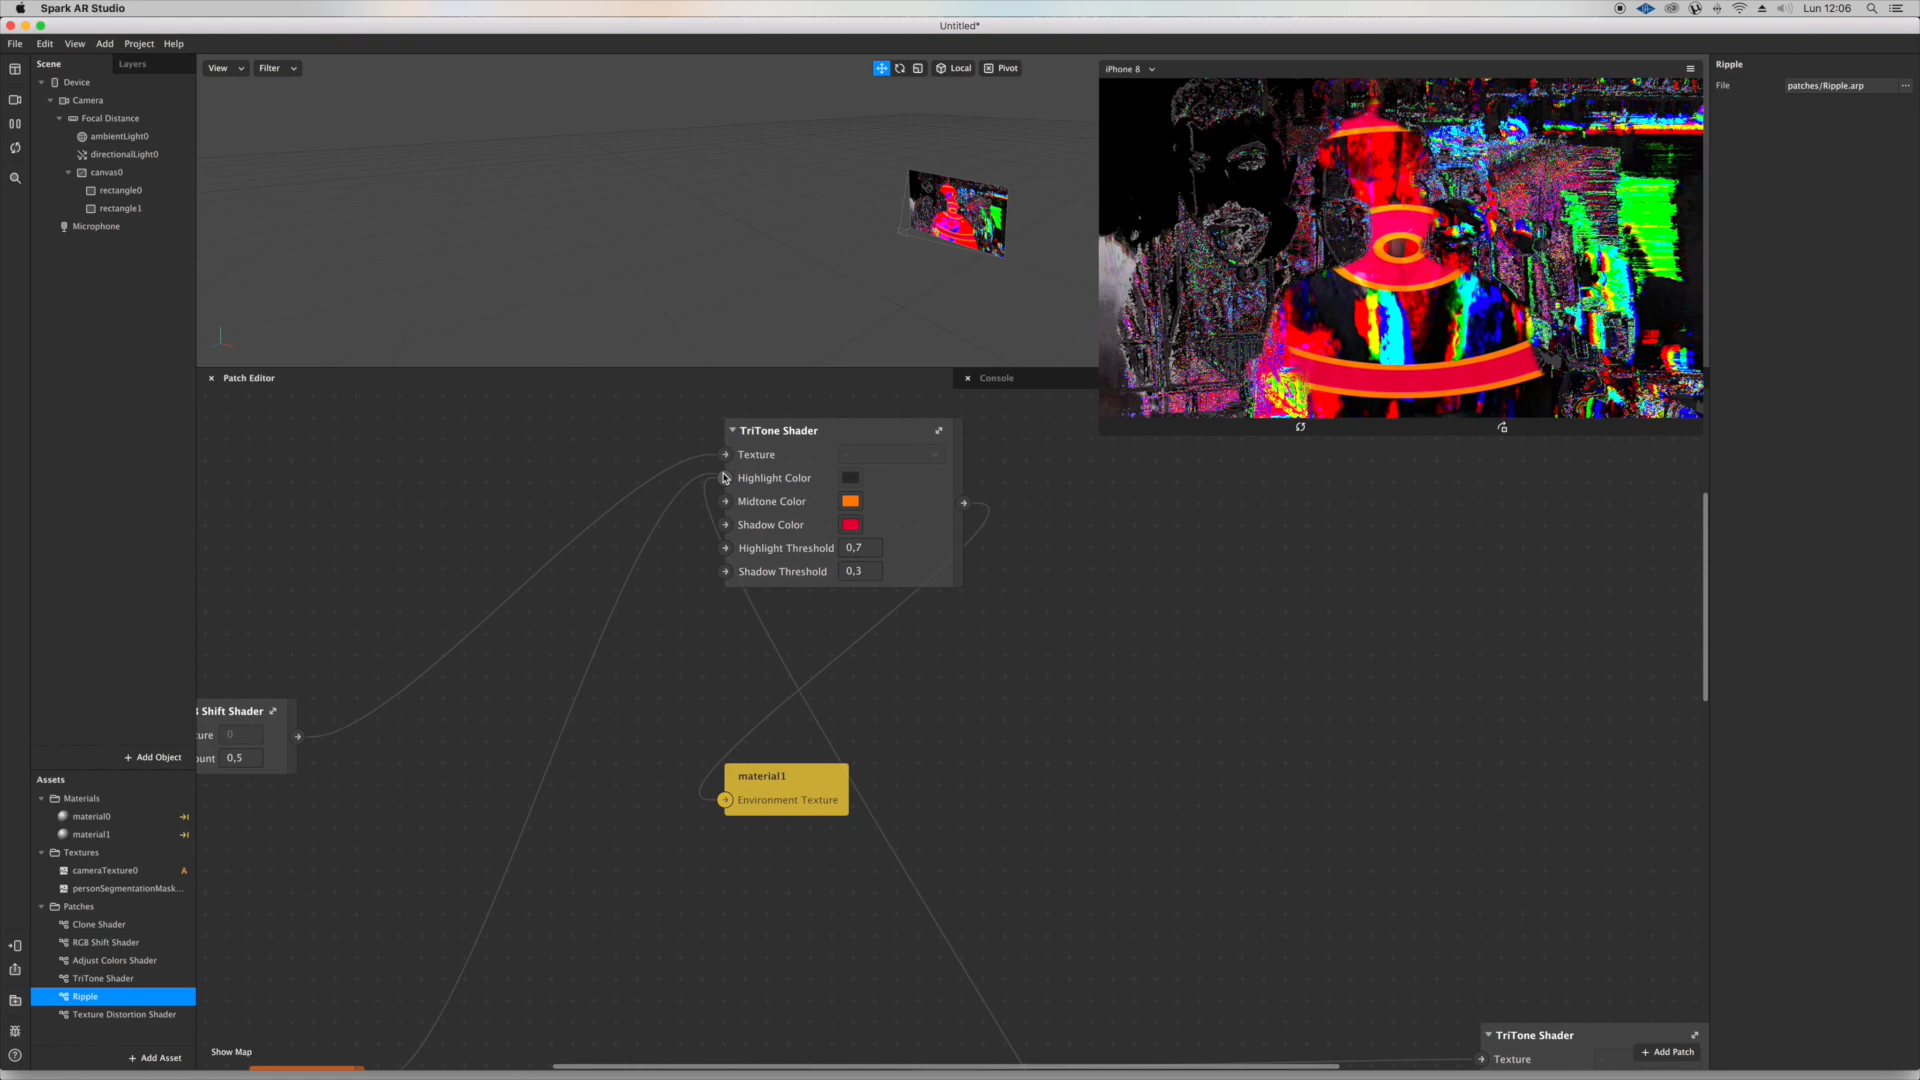 Spark AR Studio
Lun 12:06
Untitled*
File Edit View Add Project Help
Scene
Layers
Device
Camera
Focal Distance
ambientLight0
directionalLight0
canvas0
rectangle0
rectangle1
Microphone
+ Add Object
Assets
Materials
material0
material1
Textures
cameraTexture0 A
personSegmentationMask...
Patches
Clone Shader
RGB Shift Shader
Adjust Colors Shader
TriTone Shader
Ripple
Texture Distortion Shader
+ Add Asset
View
Filter
Local
Pivot
iPhone 8
Patch Editor
Console
TriTone Shader
Texture
Highlight Color
Midtone Color
Shadow Color
Highlight Threshold 0,7
Shadow Threshold 0,3
Shift Shader
ture 0
ount 0,5
material1
Environment Texture
Show Map
TriTone Shader
Texture
+ Add Patch
Ripple
File patches/Ripple.arp ...